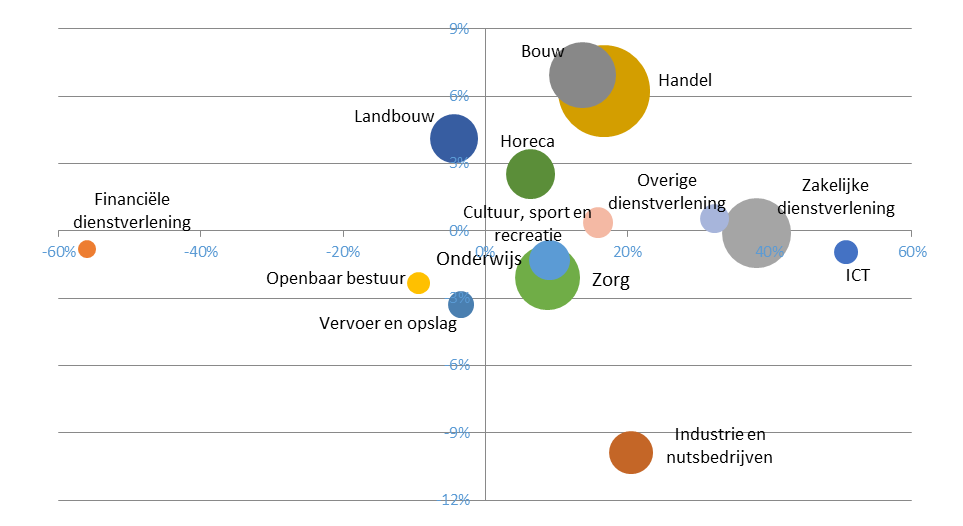 9%
Bouw
Handel
6%
Landbouw
Horeca
3%
Overige
dienstverlening
Zakelijke
dienstverlening
Financiële
dienstverlening
Cultuur, sport en
recreatie
0%
-60%
-40%
-20%
0%
20%
40%
60%
Onderwijs
Openbaar bestuur
Zorg
ICT
3%
Vervoer en opslag
6%
-9%
Industrie en
nutsbedrijven
12%